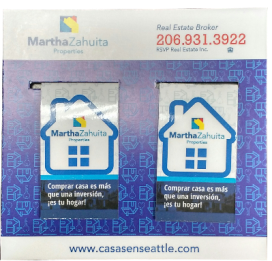 MarthaZahuita
Properties
Real Estate Broker
206.931.3922
RSVP Real Estate Inc.
MarthaZahuita
Properties
Comprar casa es más
que una inversión,
¡es tu hogar!
MarthaZahuita
Properties
Comprar casa es más
que una inversión,
¡es tu hogar!
www.casasenseattle.com